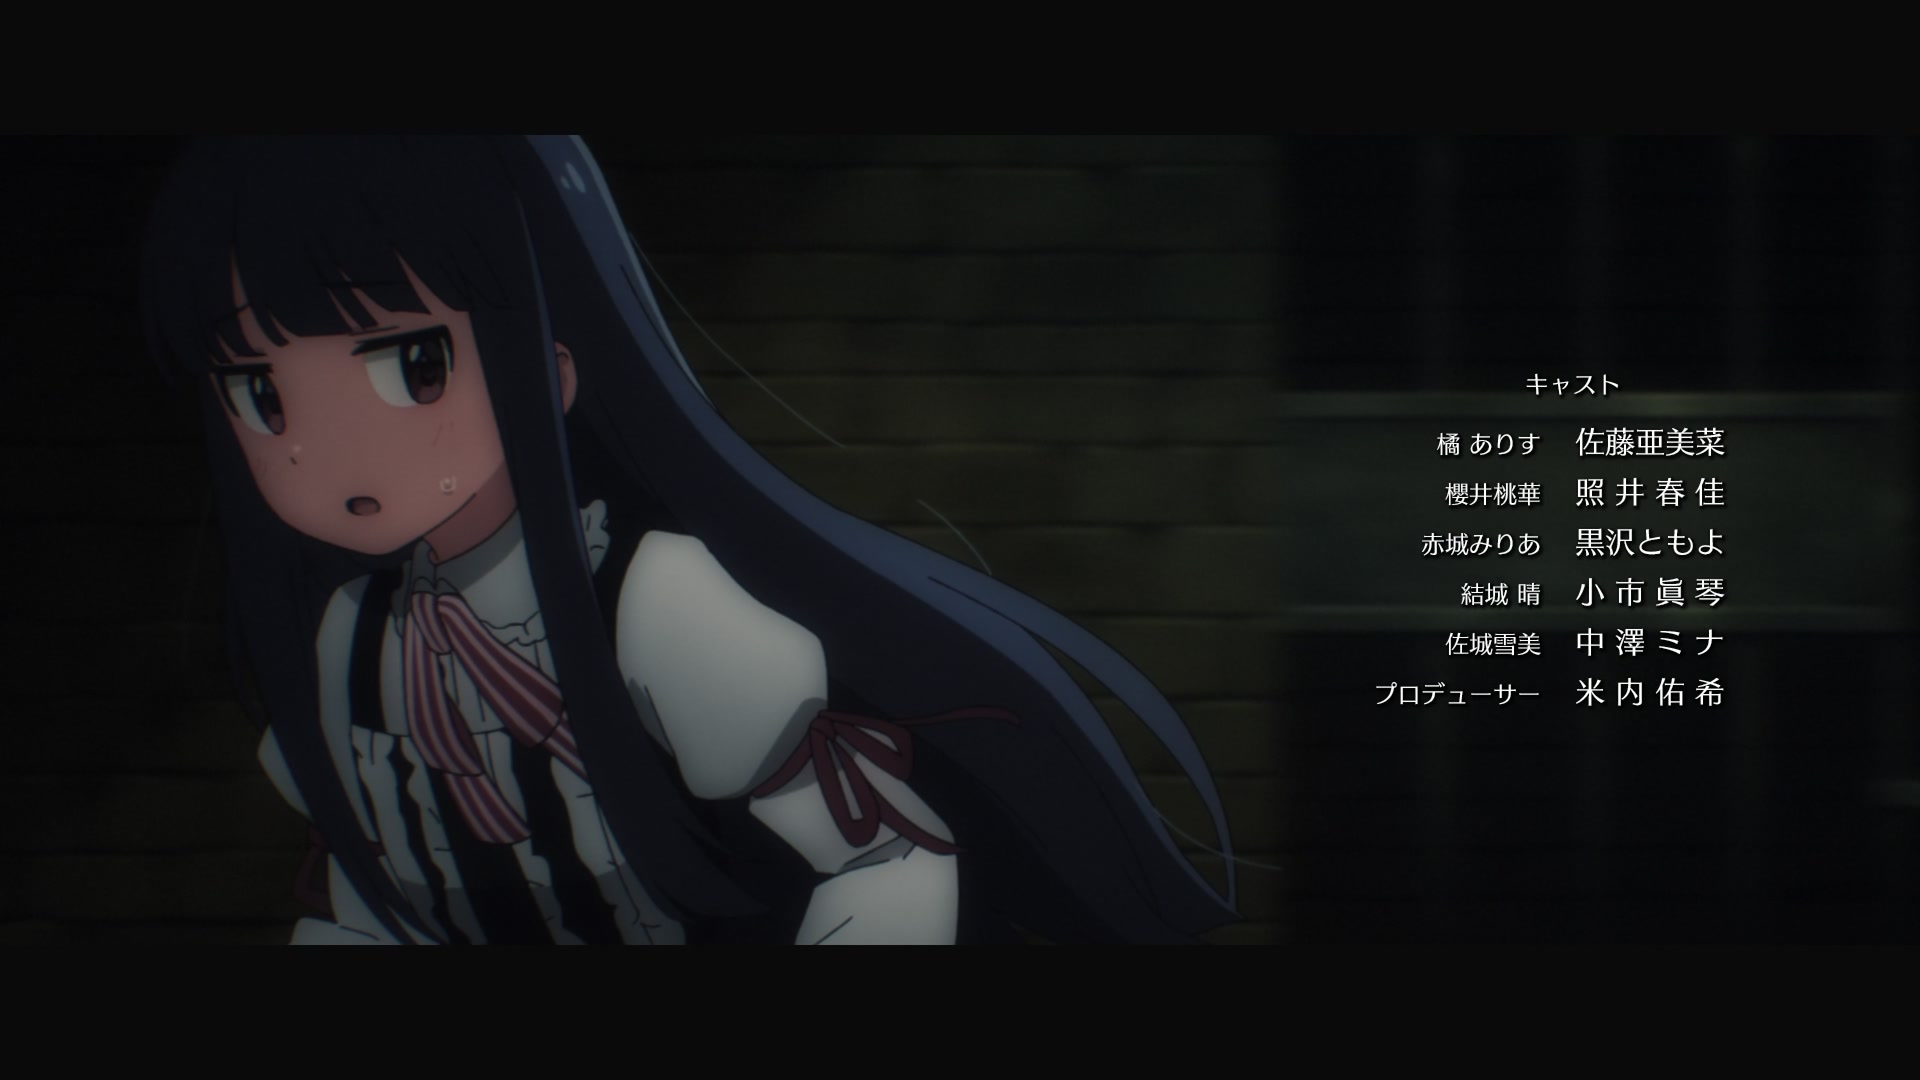 キャスト
橘 ありす 佐藤亜美菜
櫻井桃華 照井春佳
赤城みりあ 黒沢ともよ
結城 晴 小市眞琴
佐城雪美 中澤ミナ
プロデューサー 米内佑希